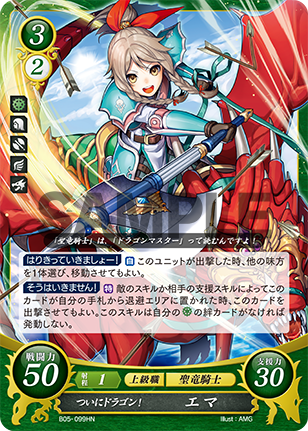 3
2
「聖竜騎士」は、「ドラゴンマスター」って読むんですよ！
SAMPLE
はりきっていきましょー！ 自 このユニットが出撃した時、他の味方
を1体選び、移動させてもよい。
そうはいきません！ 特 敵のスキルか相手の支援スキルによってこの
カードが自分の手札から退避エリアに置かれた時、このカードを
出撃させてもよい。このスキルは自分の の絆カードがなければ
発動しない。
戦闘力
50
射程 1 上級職 聖竜騎士
支援力
30
ついにドラゴン！ エマ
B05-099HN Illust：AMG